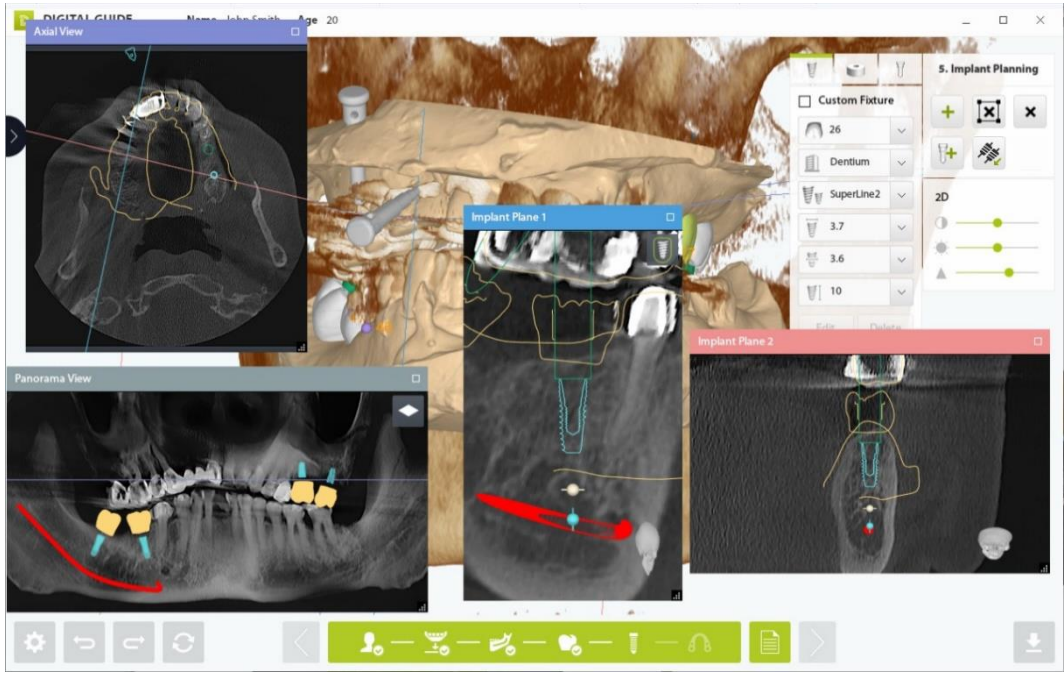 DIGITAL GUIDE Name John Smith Age 20
Axial View
5. Implant Planning
Custom Fixture
26
Dentium
SuperLine2
3.7
3.6
10
Edit Delete
2D
Implant Plane 1
Implant Plane 2
Panorama View